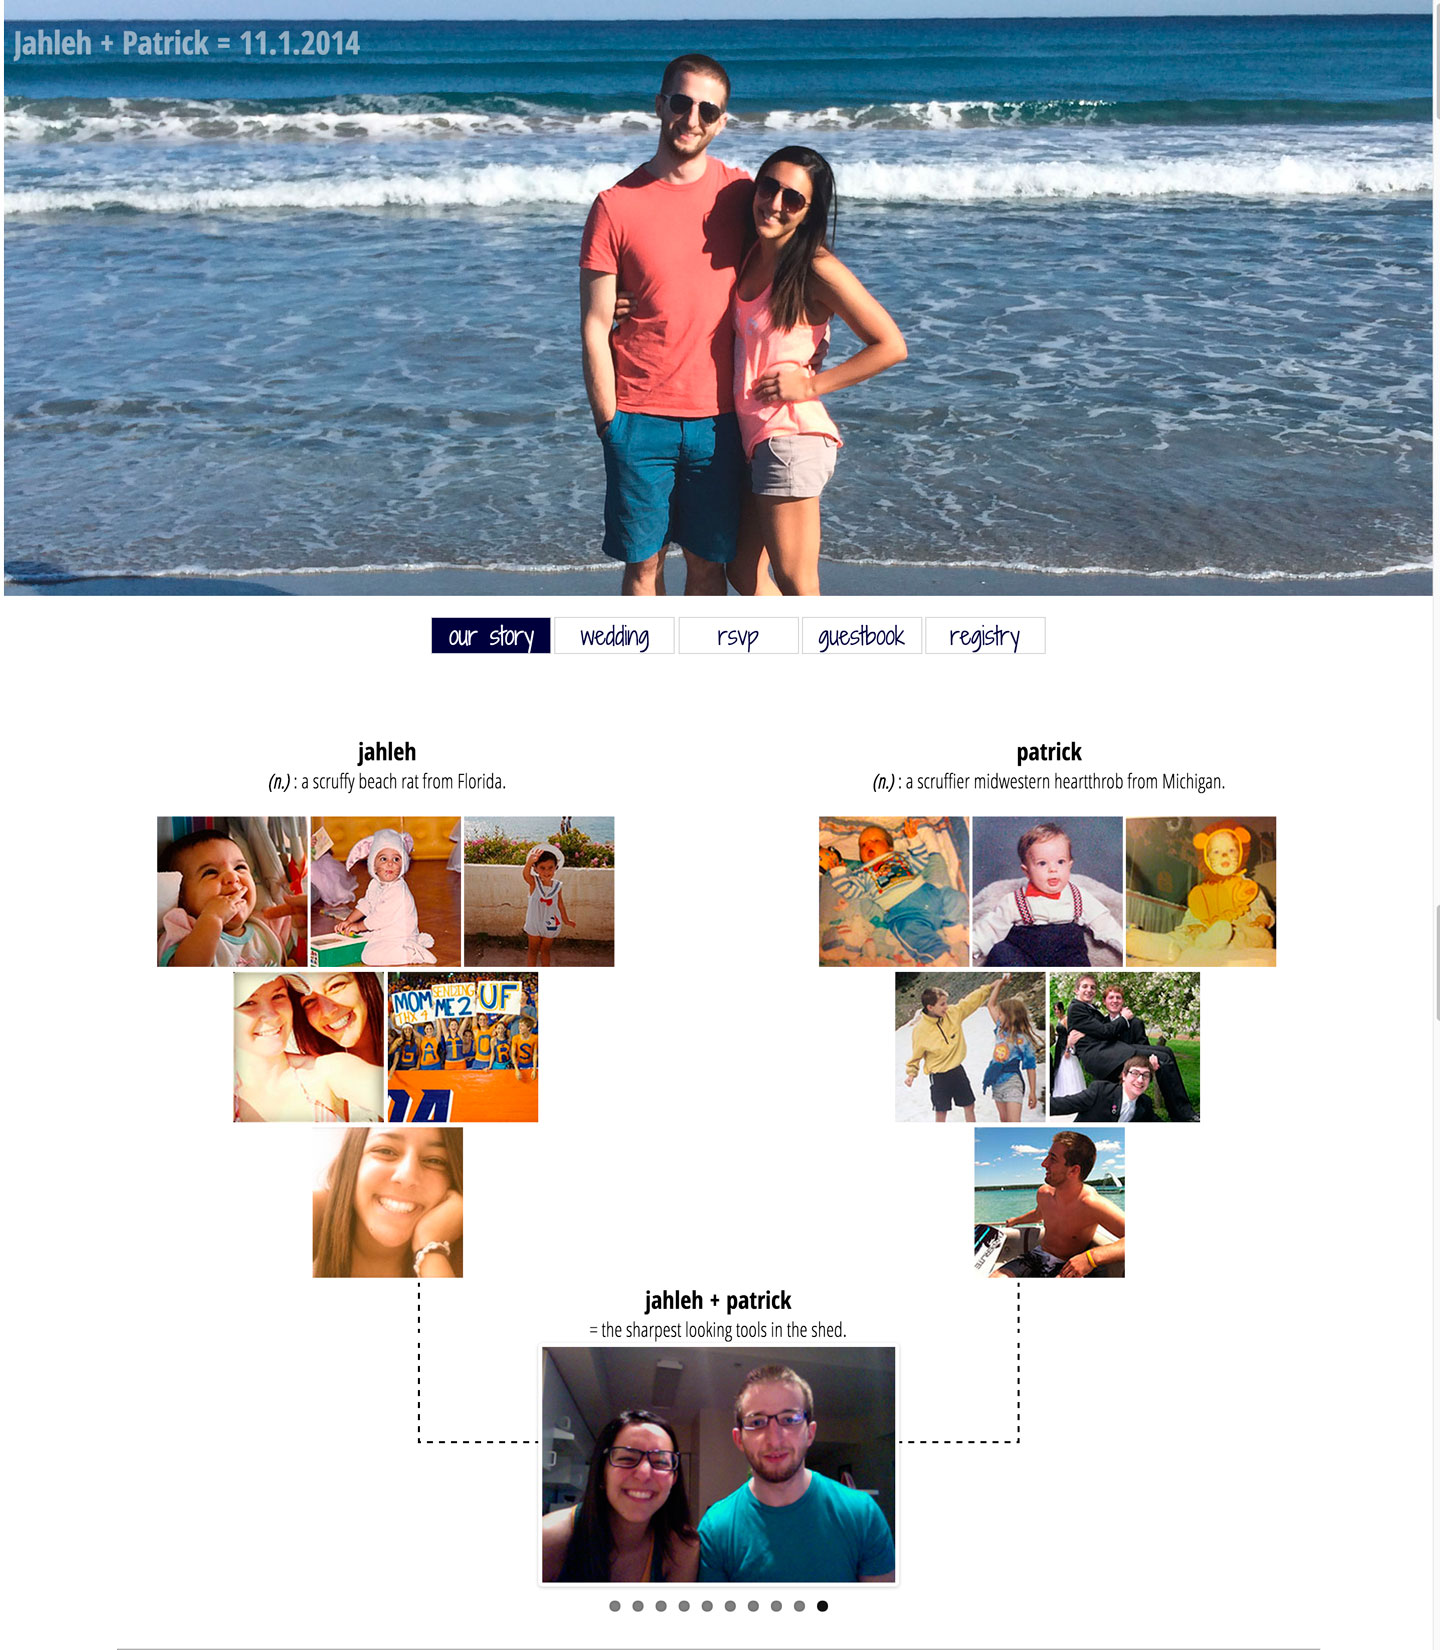 Jahleh + Patrick = 11.1.2014
our story
wedding
rsvp
guestbook
registry
jahleh
(n.) : a scruffy beach rat from Florida.
patrick
(n.) : a scruffier midwestern heartthrob from Michigan.
MOM SENDING UF
THX 4 ME 2
GATORS
jahleh + patrick
= the sharpest looking tools in the shed.